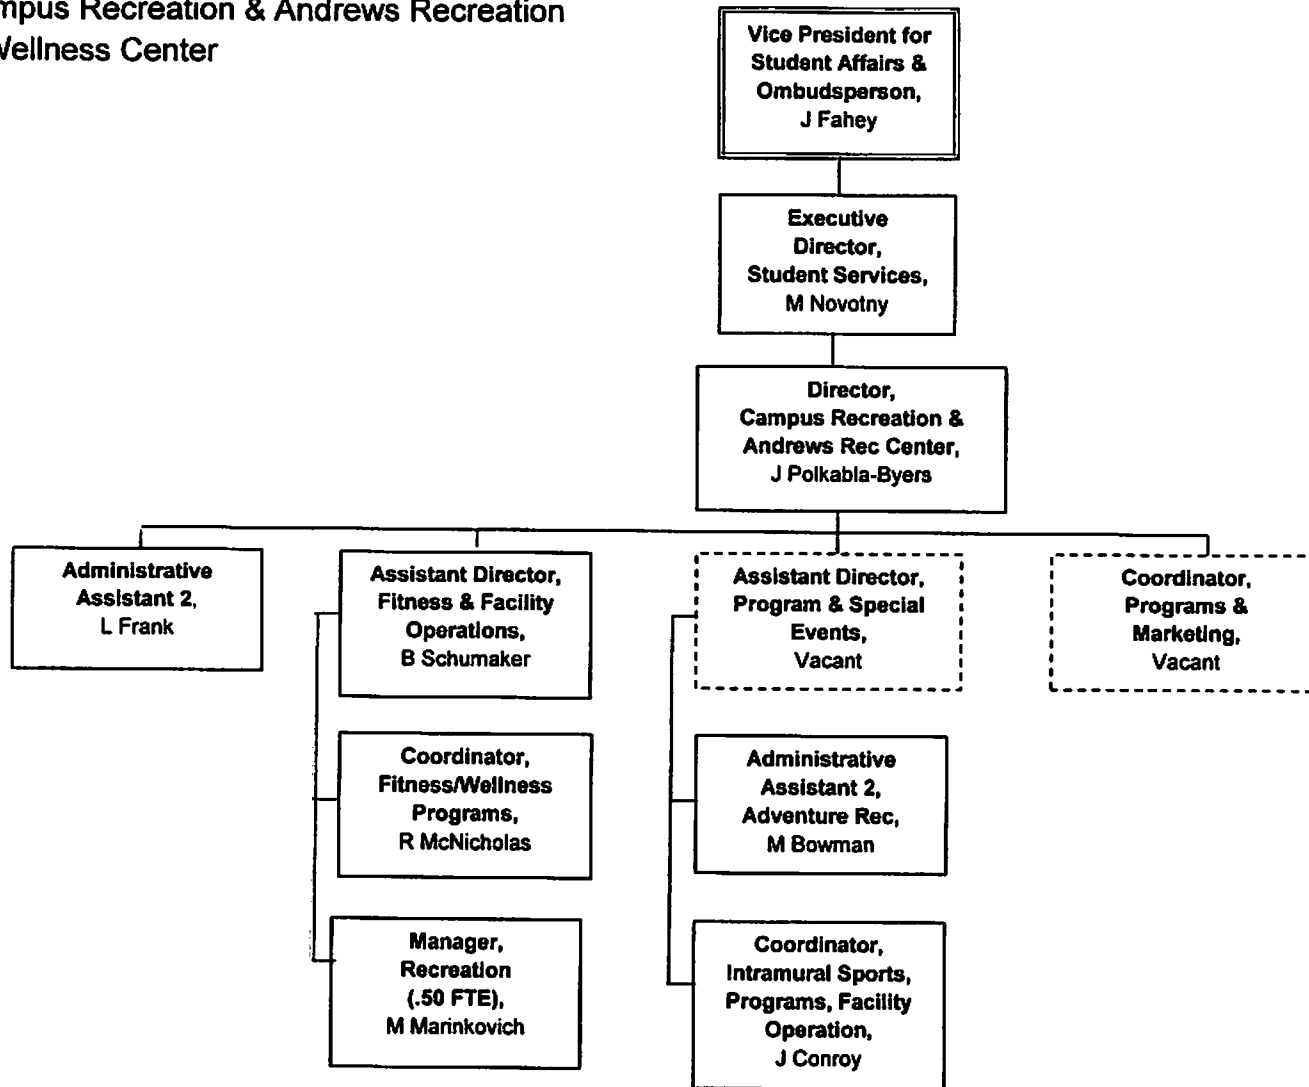 mpus Recreation & Andrews Recreation
Wellness Center
Vice President for
Student Affairs &
Ombudsperson,
J Fahey
Executive
Director,
Student Services,
M Novotny
Director,
Campus Recreation &
Andrews Rec Center,
J Polkabla-Byers
Administrative
Assistant 2,
L Frank
Assistant Director,
Fitness & Facility
Operations,
B Schumaker
Assistant Director,
Program & Special
Events,
Vacant
Coordinator,
Programs &
Marketing,
Vacant
Coordinator,
Fitness/Wellness
Programs,
R McNicholas
Administrative
Assistant 2,
Adventure Rec,
M Bowman
Manager,
Recreation
(.50 FTE),
M Marinkovich
Coordinator,
Intramural Sports,
Programs, Facility
Operation,
J Conroy